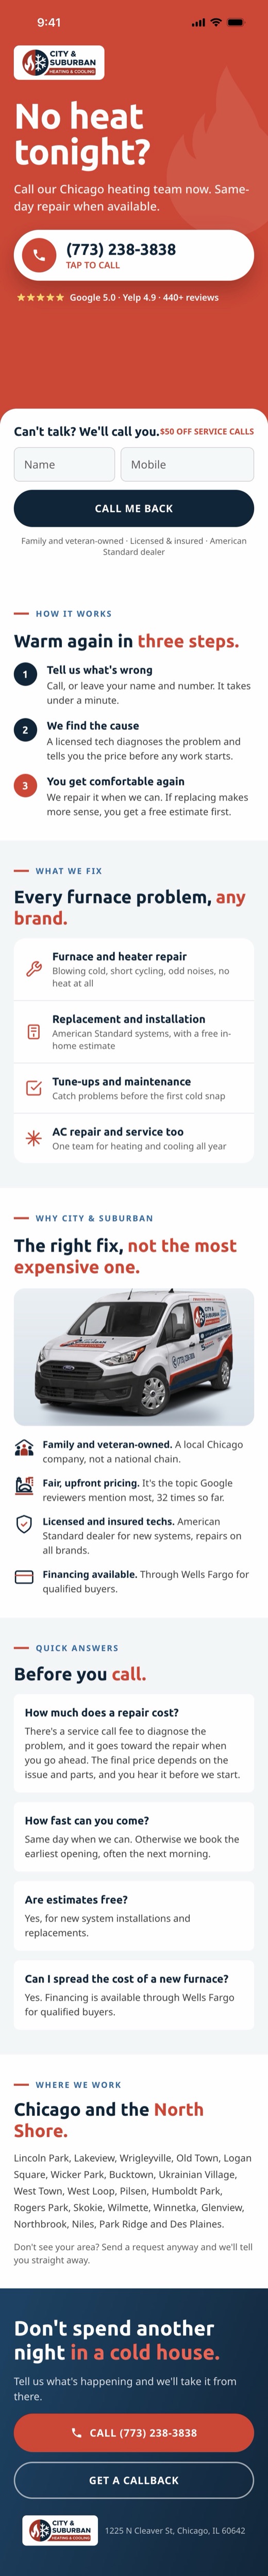 9:41
CITY &
SUBURBAN
HEATING & COOLING
No heat
tonight?
Call our Chicago heating team now. Same-
day repair when available.
(773) 238-3838
TAP TO CALL
★★★★★ Google 5.0 · Yelp 4.9 · 440+ reviews
Can't talk? We'll call you. $50 OFF SERVICE CALLS
Name Mobile
CALL ME BACK
Family and veteran-owned · Licensed & insured · American
Standard dealer
HOW IT WORKS
Warm again in three steps.
1 Tell us what's wrong
Call, or leave your name and number. It takes
under a minute.
2 We find the cause
A licensed tech diagnoses the problem and
tells you the price before any work starts.
3 You get comfortable again
We repair it when we can. If replacing makes
more sense, you get a free estimate first.
WHAT WE FIX
Every furnace problem, any
brand.
Furnace and heater repair
Blowing cold, short cycling, odd noises, no
heat at all
Replacement and installation
American Standard systems, with a free in-
home estimate
Tune-ups and maintenance
Catch problems before the first cold snap
AC repair and service too
One team for heating and cooling all year
WHY CITY & SUBURBAN
The right fix, not the most
expensive one.
CITY &
SUBURBAN
Family and veteran-owned. A local Chicago
company, not a national chain.
Fair, upfront pricing. It's the topic Google
reviewers mention most, 32 times so far.
Licensed and insured techs. American
Standard dealer for new systems, repairs on
all brands.
Financing available. Through Wells Fargo for
qualified buyers.
QUICK ANSWERS
Before you call.
How much does a repair cost?
There's a service call fee to diagnose the
problem, and it goes toward the repair when
you go ahead. The final price depends on the
issue and parts, and you hear it before we start.
How fast can you come?
Same day when we can. Otherwise we book the
earliest opening, often the next morning.
Are estimates free?
Yes, for new system installations and
replacements.
Can I spread the cost of a new furnace?
Yes. Financing is available through Wells Fargo
for qualified buyers.
WHERE WE WORK
Chicago and the North
Shore.
Lincoln Park, Lakeview, Wrigleyville, Old Town, Logan
Square, Wicker Park, Bucktown, Ukrainian Village,
West Town, West Loop, Pilsen, Humboldt Park,
Rogers Park, Skokie, Wilmette, Winnetka, Glenview,
Northbrook, Niles, Park Ridge and Des Plaines.
Don't see your area? Send a request anyway and we'll tell
you straight away.
Don't spend another
night in a cold house.
Tell us what's happening and we'll take it from
there.
CALL (773) 238-3838
GET A CALLBACK
CITY &
SUBURBAN
HEATING & COOLING
1225 N Cleaver St, Chicago, IL 60642